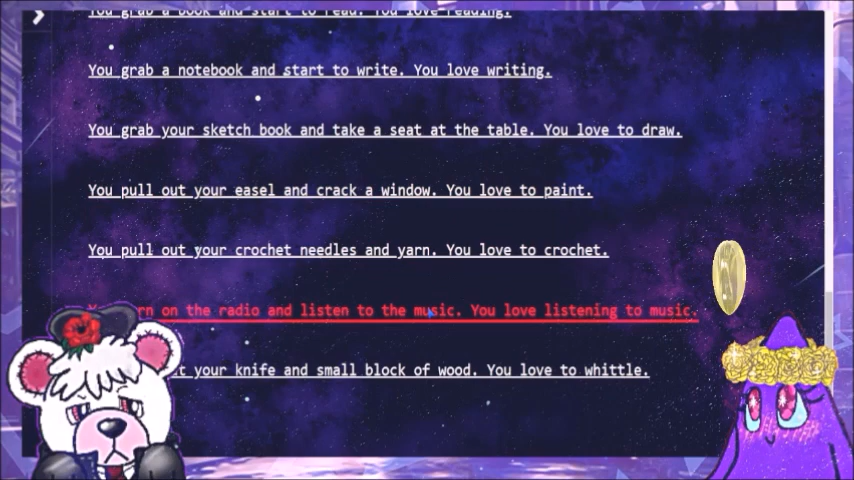 You grab a book and start to read. You love reading.
You grab a notebook and start to write. You love writing.
You grab your sketch book and take a seat at the table. You love to draw.
You pull out your easel and crack a window. You love to paint.
You pull out your crochet needles and yarn. You love to crochet.
on the radio and listen to the music. You love listening to music.
your knife and small block of wood. You love to whittle.